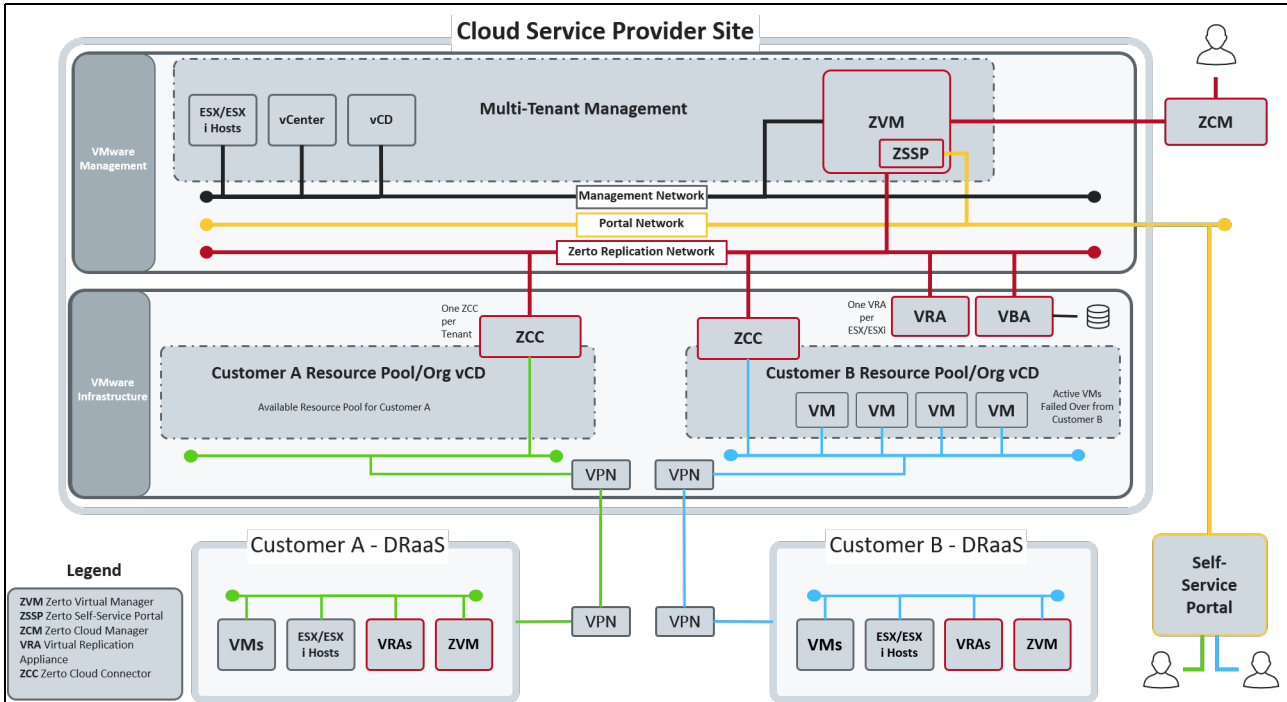 Cloud Service Provider Site
VMware
Management
Multi-Tenant Management
ESX/ESX
i Hosts
vCenter
vCD
ZVM
ZSSP
ZCM
Management Network
Portal Network
Zerto Replication Network
VMware
Infrastructure
One ZCC
per
Tenant
ZCC
Customer A Resource Pool/Org vCD
Available Resource Pool for Customer A
ZCC
One VRA
per
ESX/ESXi
VRA
VBA
Customer B Resource Pool/Org vCD
VM
VM
VM
VM
Active VMs
Failed Over from
Customer B
VPN
VPN
Customer A - DRaaS
VMs
ESX/ESX
i Hosts
VRAs
ZVM
VPN
VPN
Customer B - DRaaS
VMs
ESX/ESX
i Hosts
VRAs
ZVM
Self-
Service
Portal
Legend
ZVM Zerto Virtual Manager
ZSSP Zerto Self-Service Portal
ZCM Zerto Cloud Manager
VRA Virtual Replication
Appliance
ZCC Zerto Cloud Connector